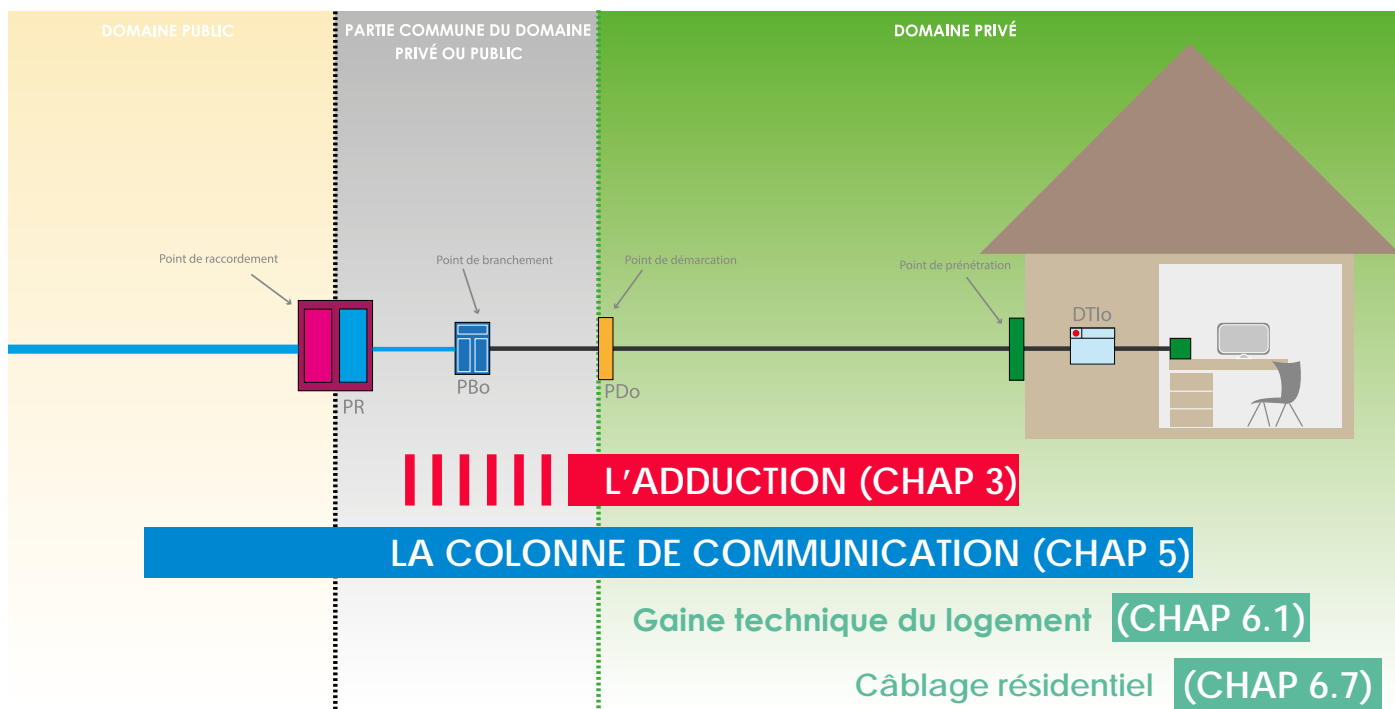 DOMAINE PUBLIC
PARTIE COMMUNE DU DOMAINE
PRIVÉ OU PUBLIC
DOMAINE PRIVÉ
Point de raccordement
Point de branchement
Point de démarcation
Point de prénétration
DTIo
PR
PBo
PDo
L'ADDUCTION (CHAP 3)
LA COLONNE DE COMMUNICATION (CHAP 5)
Gaine technique du logement (CHAP 6.1)
Câblage résidentiel (CHAP 6.7)